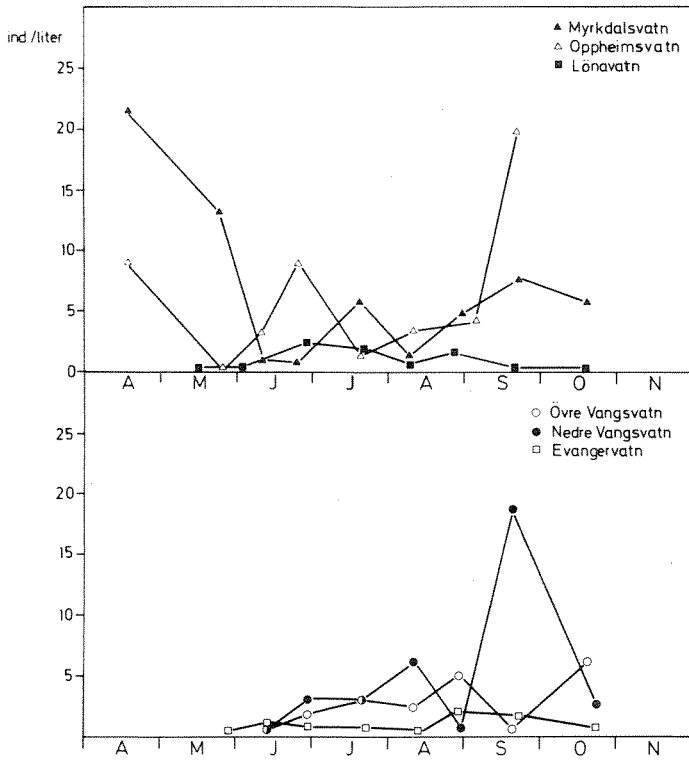 ind./liter
▲ Myrkdalsvatn
△ Oppheimsvatn
■ Lönavatn
25
20
15
10
5
0
A M J J A S O N
○ Övre Vangsvatn
● Nedre Vangsvatn
□ Evangervatn
25
20
15
10
5
A M J J A S O N